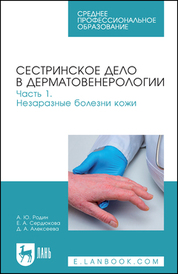 СРЕДНЕЕ
ПРОФЕССИОНАЛЬНОЕ
ОБРАЗОВАНИЕ
СЕСТРИНСКОЕ ДЕЛО
В ДЕРМАТОВЕНЕРОЛОГИИ
Часть 1.
Незаразные болезни кожи
А. Ю. Родин
Е. А. Сердюкова
Д. А. Алексеева
ЛАНЬ
E.LANBOOK.COM